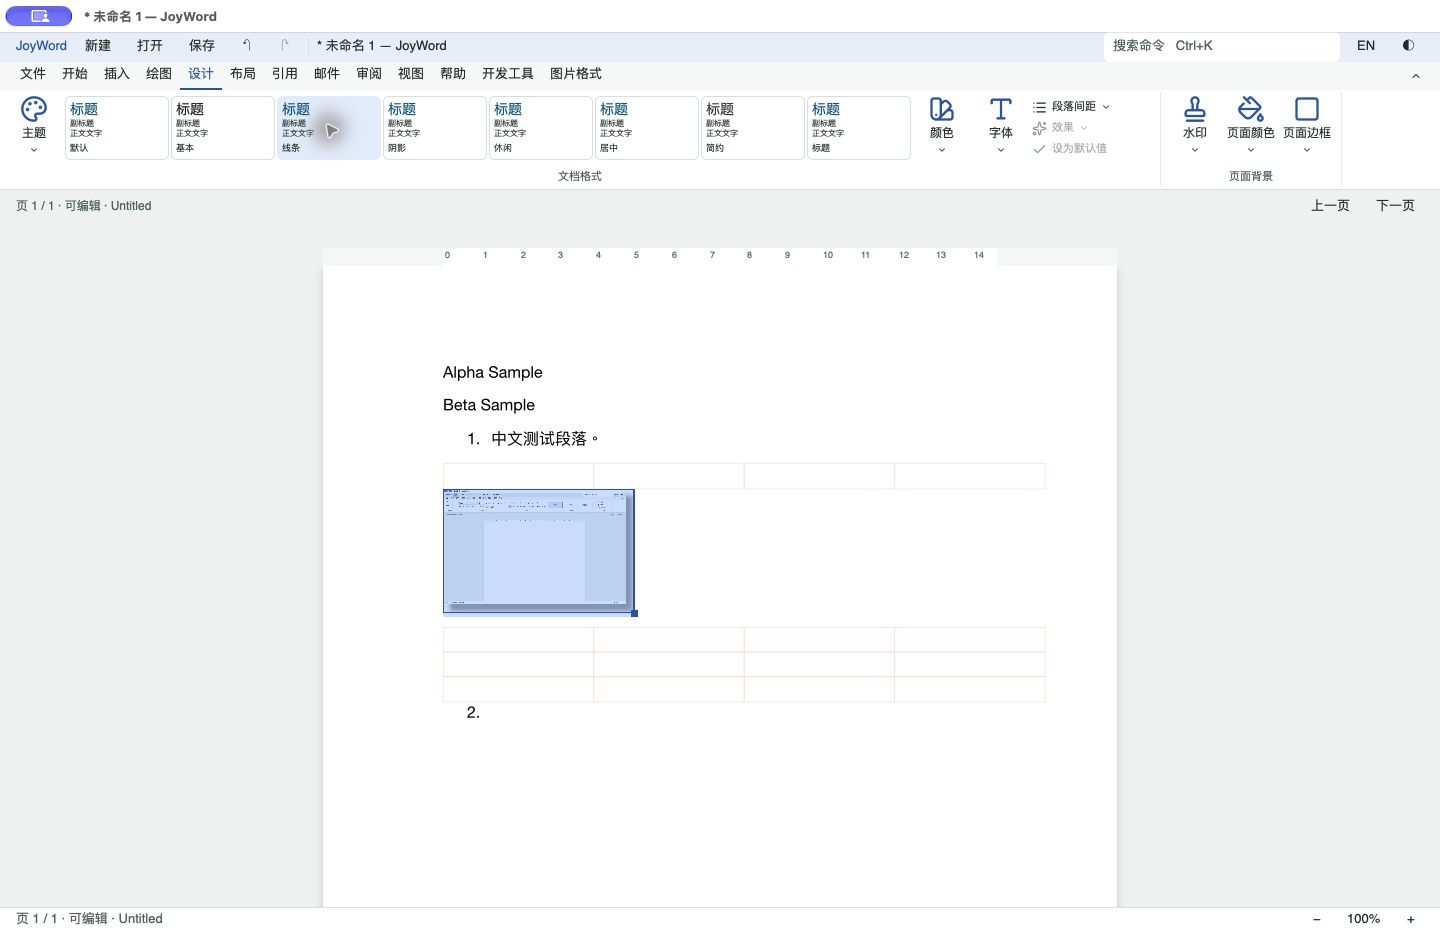 * 未命名 1 — JoyWord
JoyWord 新建 打开 保存 * 未命名 1 — JoyWord 搜索命令 Ctrl+K EN
文件 开始 插入 绘图 设计 布局 引用 邮件 审阅 视图 帮助 开发工具 图片格式
主题
标题
副标题
正文文字
默认
标题
副标题
正文文字
基本
标题
副标题
正文文字
线条
标题
副标题
正文文字
阴影
标题
副标题
正文文字
休闲
标题
副标题
正文文字
居中
标题
副标题
正文文字
简约
标题
副标题
正文文字
标题
颜色
字体
段落间距
效果
设为默认值
文档格式
水印
页面颜色
页面边框
页面背景
页 1 / 1 · 可编辑 · Untitled 上一页 下一页
0 1 2 3 4 5 6 7 8 9 10 11 12 13 14
Alpha Sample
Beta Sample
1. 中文测试段落。
2.
页 1 / 1 · 可编辑 · Untitled − 100% +